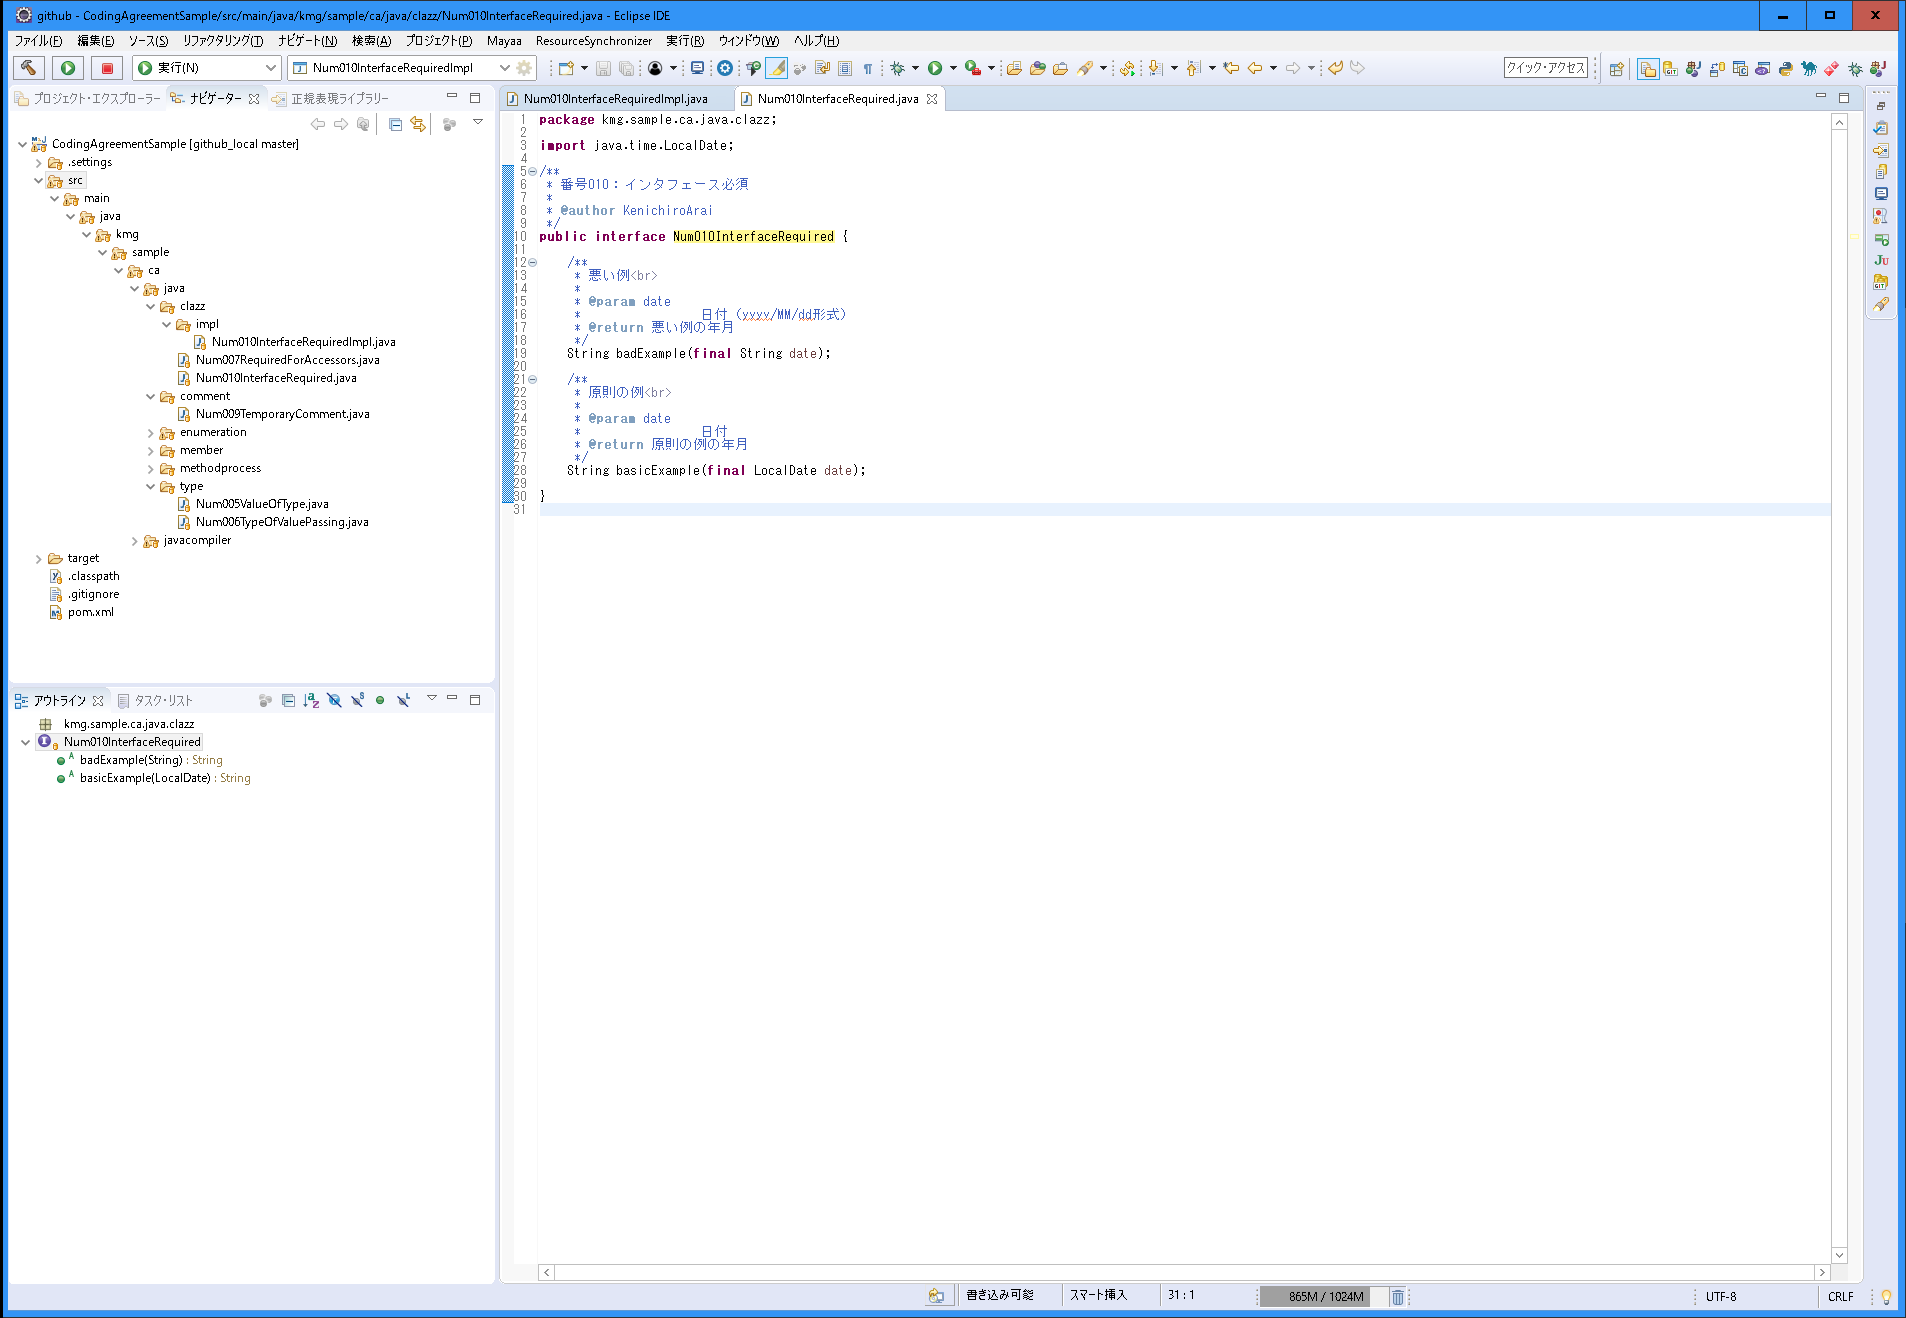 github - CodingAgreementSample/src/main/java/kmg/sample/ca/java/clazz/Num010InterfaceRequired.java - Eclipse IDE
ファイル(F) 編集(E) ソース(S) リファクタリング(T) ナビゲート(N) 検索(A) プロジェクト(P) Mayaa ResourceSynchronizer 実行(R) ウィンドウ(W) ヘルプ(H)
実行(N) Num010InterfaceRequiredImpl クイック・アクセス
プロジェクト・エクスプローラー ナビゲーター 正規表現ライブラリー
CodingAgreementSample [github_local master]
.settings
src
main
java
kmg
sample
ca
java
clazz
impl
Num010InterfaceRequiredImpl.java
Num007RequiredForAccessors.java
Num010InterfaceRequired.java
comment
Num009TemporaryComment.java
enumeration
member
methodprocess
type
Num005ValueOfType.java
Num006TypeOfValuePassing.java
javacompiler
target
.classpath
.gitignore
pom.xml
アウトライン タスク・リスト
kmg.sample.ca.java.clazz
Num010InterfaceRequired
badExample(String) : String
basicExample(LocalDate) : String
Num010InterfaceRequiredImpl.java Num010InterfaceRequired.java
1 package kmg.sample.ca.java.clazz;
2
3 import java.time.LocalDate;
4
5 /**
6 * 番号010：インタフェース必須
7 *
8 * @author KenichiroArai
9 */
10 public interface Num010InterfaceRequired {
11
12 /**
13 * 悪い例<br>
14 *
15 * @param date
16 * 日付（yyyy/MM/dd形式）
17 * @return 悪い例の年月
18 */
19 String badExample(final String date);
20
21 /**
22 * 原則の例<br>
23 *
24 * @param date
25 * 日付
26 * @return 原則の例の年月
27 */
28 String basicExample(final LocalDate date);
29
30 }
31
書き込み可能 スマート挿入 31 : 1 865M / 1024M UTF-8 CRLF